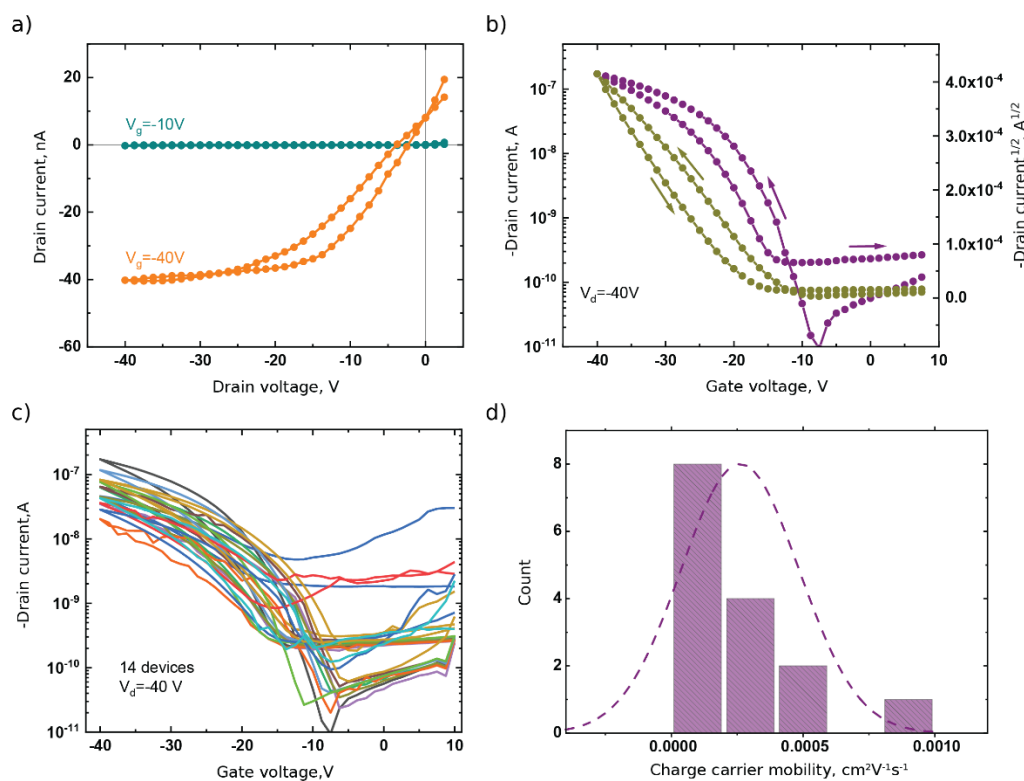 a)
Drain current, nA
20
0
-20
-40
-60
V_g=-10V
V_g=-40V
-40 -30 -20 -10 0
Drain voltage, V
b)
-Drain current, A
10⁻⁷
10⁻⁸
10⁻⁹
10⁻¹⁰
10⁻¹¹
V_d=-40V
4.0x10⁻⁴
3.0x10⁻⁴
2.0x10⁻⁴
1.0x10⁻⁴
0.0
-Drain current ¹/², A¹/²
-40 -30 -20 -10 0 10
Gate voltage, V
c)
-Drain current,A
10⁻⁷
10⁻⁸
10⁻⁹
10⁻¹⁰
10⁻¹¹
14 devices
V_d=-40 V
-40 -30 -20 -10 0 10
Gate voltage,V
d)
Count
8
6
4
2
0
0.0000 0.0005 0.0010
Charge carrier mobility, cm²V⁻¹s⁻¹